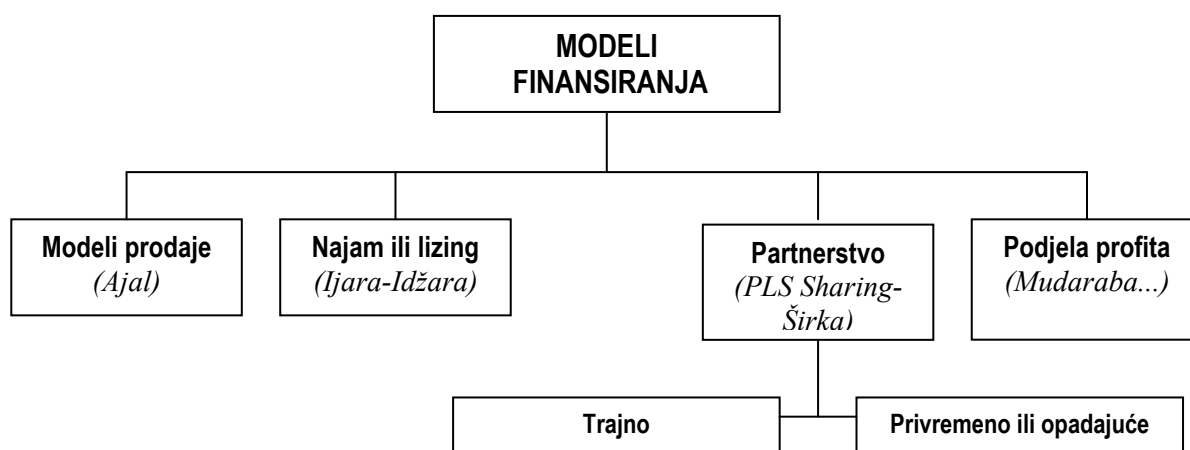 MODELI
FINANSIRANJA
Modeli prodaje
(Ajal)
Najam ili lizing
(Ijara-Idžara)
Partnerstvo
(PLS Sharing-
Širka)
Podjela profita
(Mudaraba...)
Trajno
Privremeno ili opadajuće